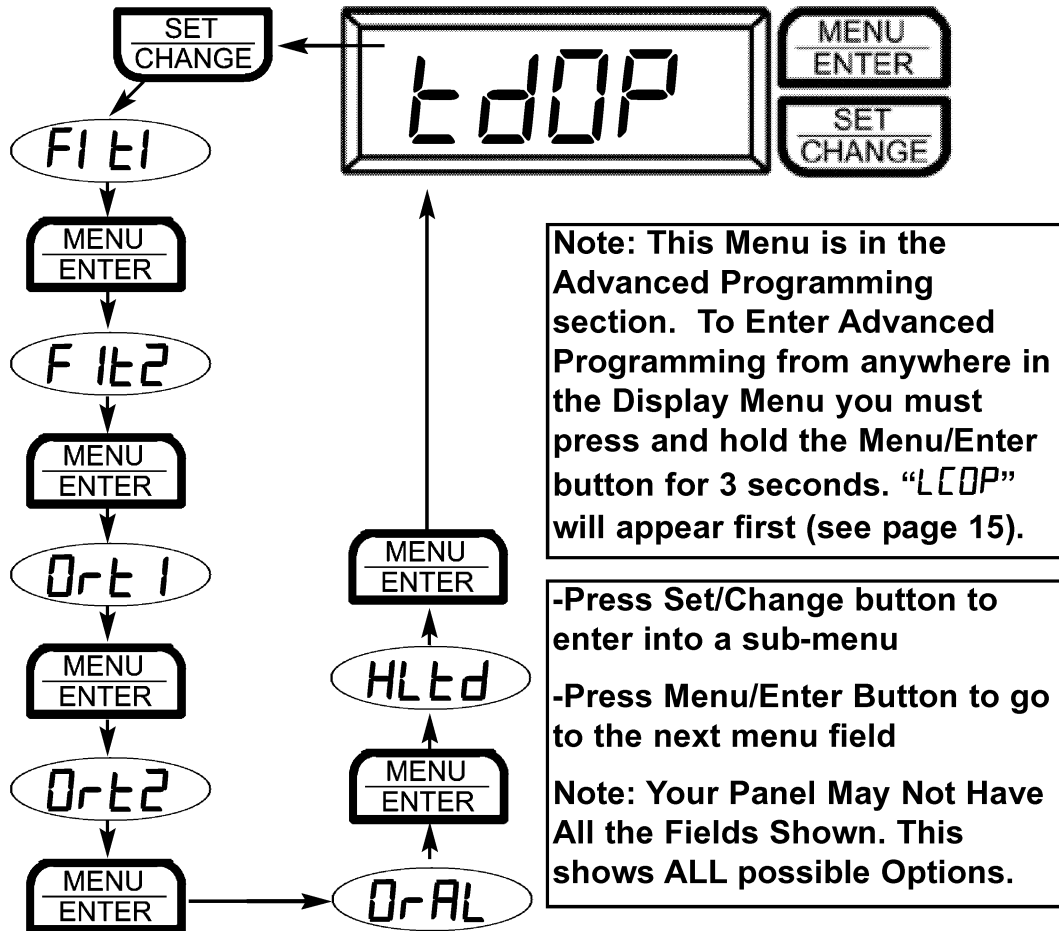 SET
CHANGE
tdOP
MENU
ENTER
SET
CHANGE
F1 t1
MENU
ENTER
F1t2
MENU
ENTER
Ort1
MENU
ENTER
Ort2
MENU
ENTER
OrAL
MENU
ENTER
HLtd
MENU
ENTER
Note: This Menu is in the
Advanced Programming
section. To Enter Advanced
Programming from anywhere in
the Display Menu you must
press and hold the Menu/Enter
button for 3 seconds. “LCOP”
will appear first (see page 15).
-Press Set/Change button to
enter into a sub-menu
-Press Menu/Enter Button to go
to the next menu field
Note: Your Panel May Not Have
All the Fields Shown. This
shows ALL possible Options.